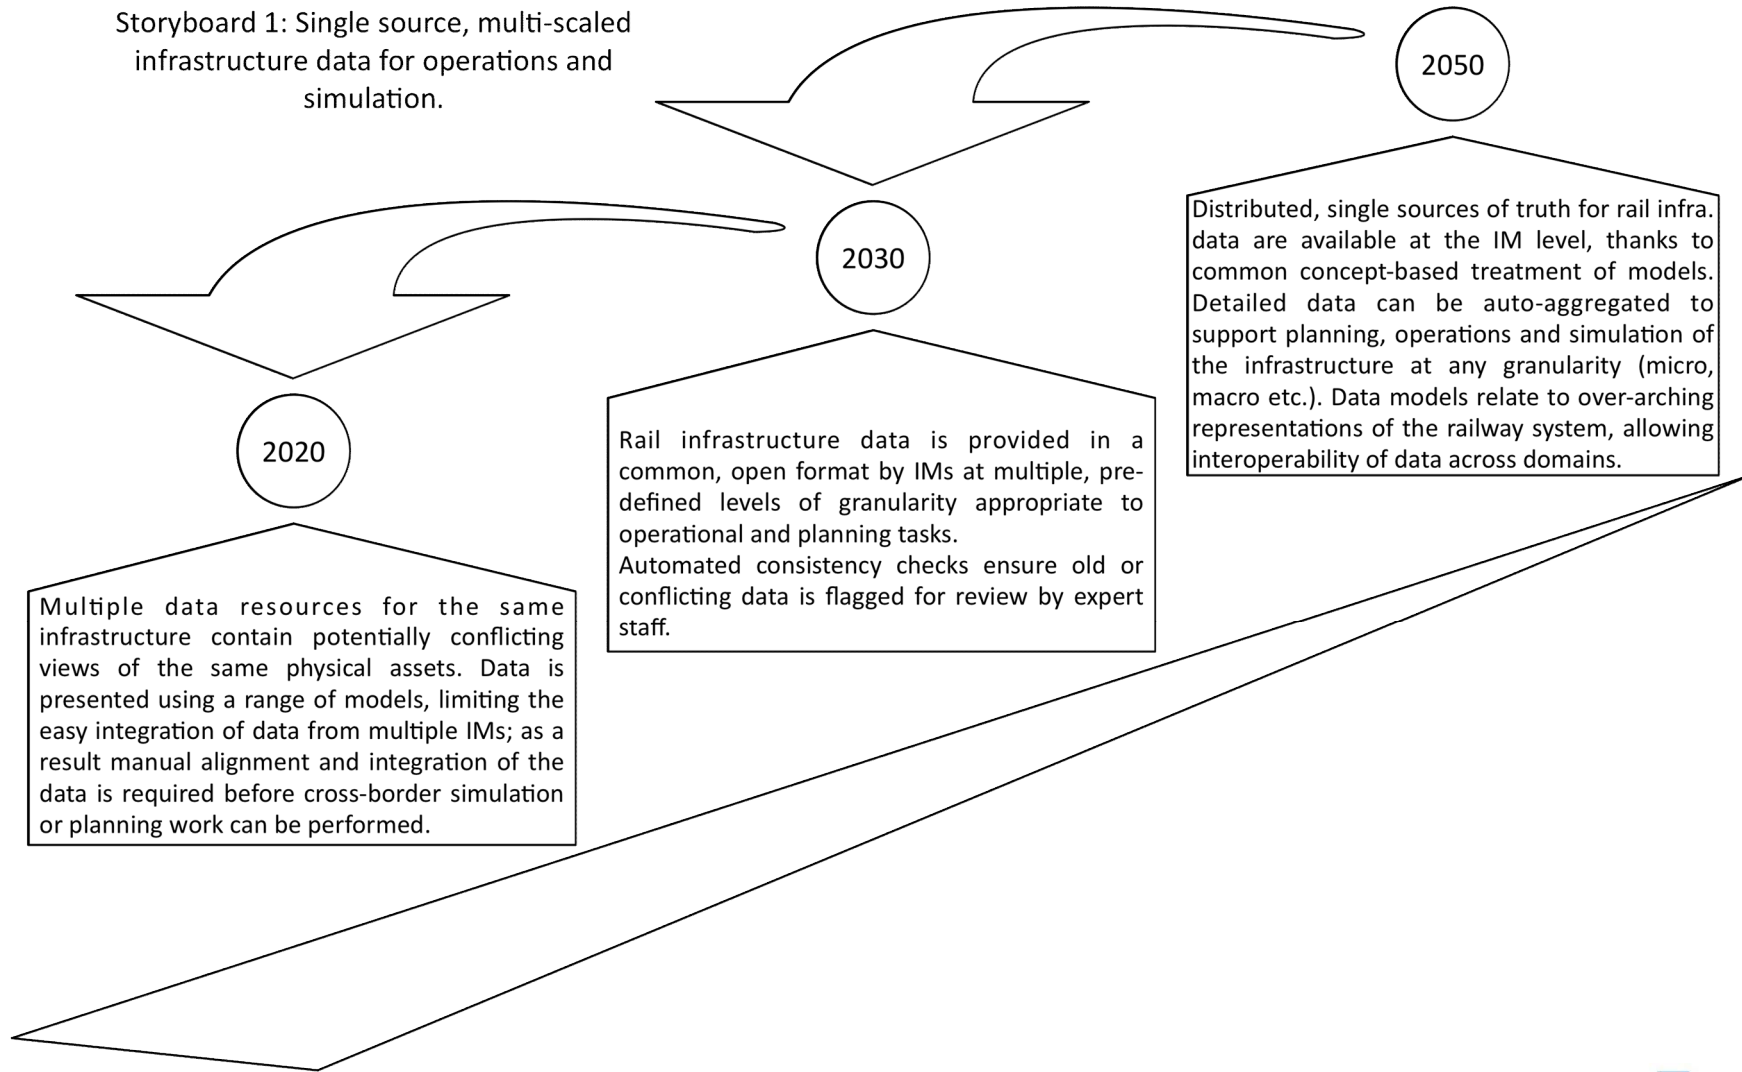 Storyboard 1: Single source, multi-scaled
infrastructure data for operations and
simulation.
2050
Distributed, single sources of truth for rail infra.
data are available at the IM level, thanks to
common concept-based treatment of models.
Detailed data can be auto-aggregated to
support planning, operations and simulation of
the infrastructure at any granularity (micro,
macro etc.). Data models relate to over-arching
representations of the railway system, allowing
interoperability of data across domains.
2030
Rail infrastructure data is provided in a
common, open format by IMs at multiple, pre-
defined levels of granularity appropriate to
operational and planning tasks.
Automated consistency checks ensure old or
conflicting data is flagged for review by expert
staff.
2020
Multiple data resources for the same
infrastructure contain potentially conflicting
views of the same physical assets. Data is
presented using a range of models, limiting the
easy integration of data from multiple IMs; as a
result manual alignment and integration of the
data is required before cross-border simulation
or planning work can be performed.